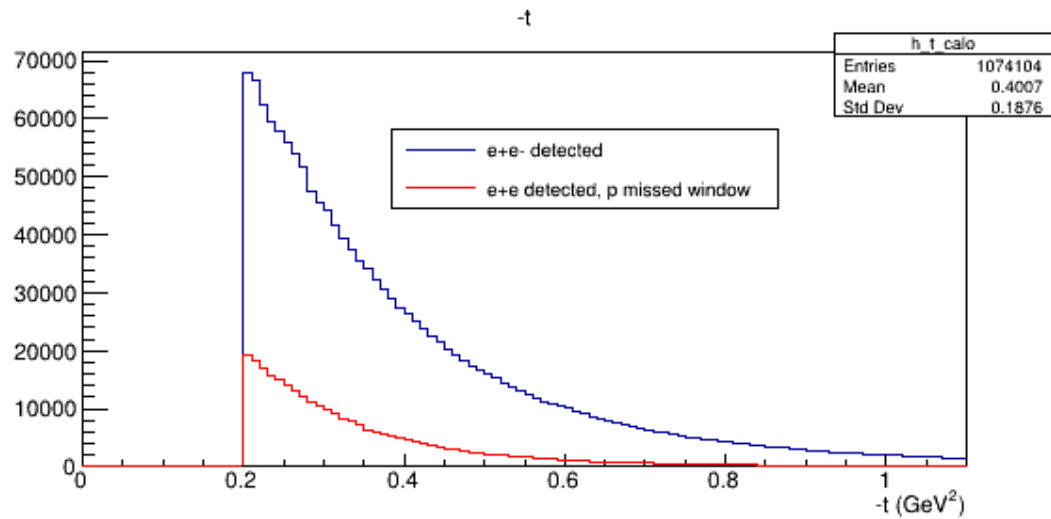 -t
h_t_calo
Entries 1074104
Mean 0.4007
Std Dev 0.1876
70000
60000
50000
40000
30000
20000
10000
0
e+e- detected
e+e detected, p missed window
0 0.2 0.4 0.6 0.8 1
-t (GeV²)